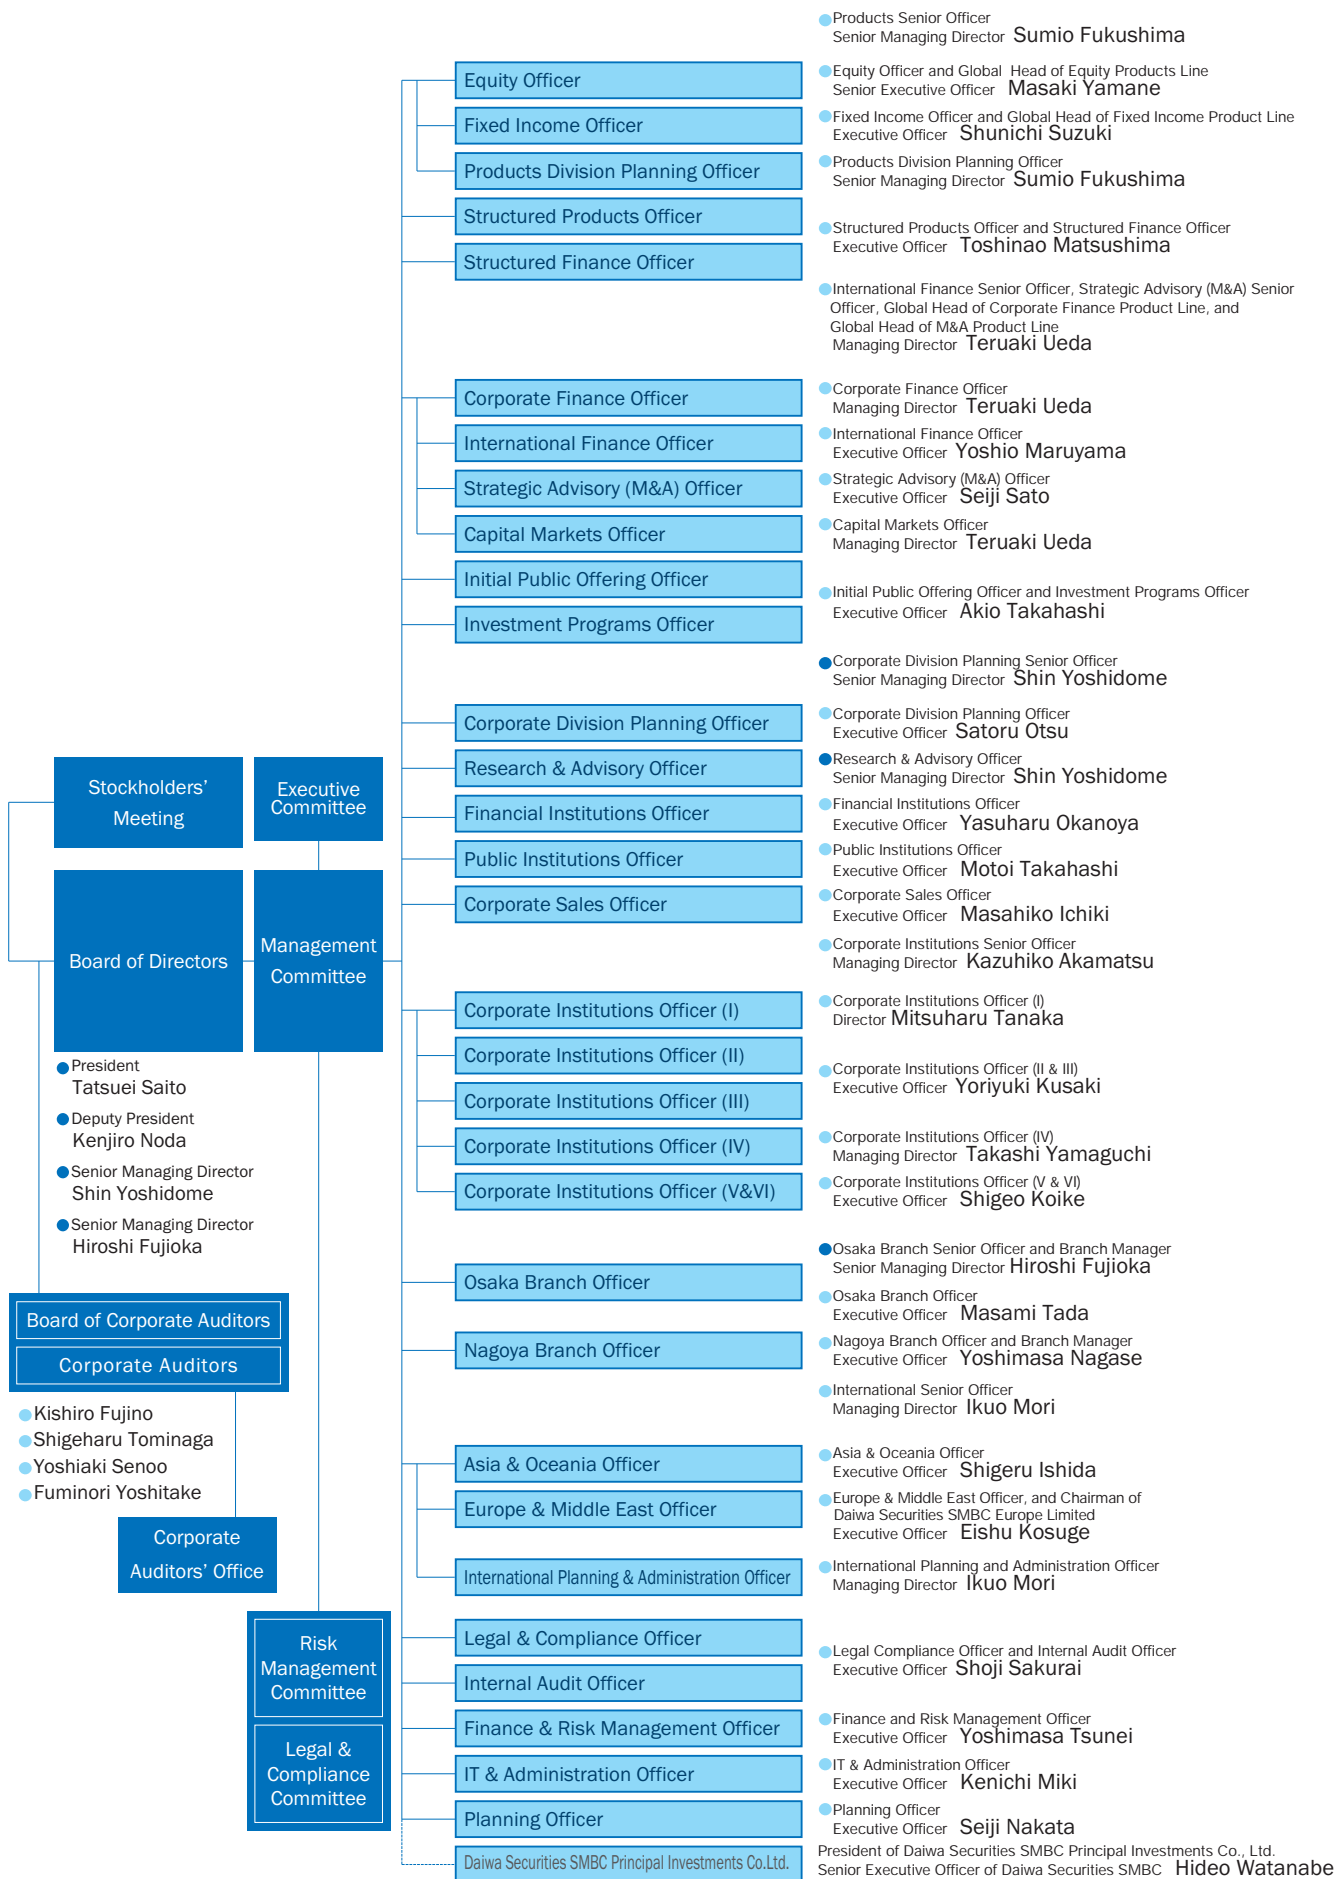 Products Senior Officer
Senior Managing Director Sumio Fukushima
Equity Officer
Equity Officer and Global Head of Equity Products Line
Senior Executive Officer Masaki Yamane
Fixed Income Officer
Fixed Income Officer and Global Head of Fixed Income Product Line
Executive Officer Shunichi Suzuki
Products Division Planning Officer
Products Division Planning Officer
Senior Managing Director Sumio Fukushima
Structured Products Officer
Structured Finance Officer
Structured Products Officer and Structured Finance Officer
Executive Officer Toshinao Matsushima
International Finance Senior Officer, Strategic Advisory (M&A) Senior
Officer, Global Head of Corporate Finance Product Line, and
Global Head of M&A Product Line
Managing Director Teruaki Ueda
Corporate Finance Officer
Corporate Finance Officer
Managing Director Teruaki Ueda
International Finance Officer
International Finance Officer
Executive Officer Yoshio Maruyama
Strategic Advisory (M&A) Officer
Strategic Advisory (M&A) Officer
Executive Officer Seiji Sato
Capital Markets Officer
Capital Markets Officer
Managing Director Teruaki Ueda
Initial Public Offering Officer
Investment Programs Officer
Initial Public Offering Officer and Investment Programs Officer
Executive Officer Akio Takahashi
Corporate Division Planning Senior Officer
Senior Managing Director Shin Yoshidome
Corporate Division Planning Officer
Corporate Division Planning Officer
Executive Officer Satoru Otsu
Research & Advisory Officer
Research & Advisory Officer
Senior Managing Director Shin Yoshidome
Financial Institutions Officer
Financial Institutions Officer
Executive Officer Yasuharu Okanoya
Public Institutions Officer
Public Institutions Officer
Executive Officer Motoi Takahashi
Corporate Sales Officer
Corporate Sales Officer
Executive Officer Masahiko Ichiki
Stockholders'
Meeting
Executive
Committee
Board of Directors
Management
Committee
Corporate Institutions Senior Officer
Managing Director Kazuhiko Akamatsu
Corporate Institutions Officer (I)
Corporate Institutions Officer (I)
Director Mitsuharu Tanaka
Corporate Institutions Officer (II)
Corporate Institutions Officer (III)
Corporate Institutions Officer (II & III)
Executive Officer Yoriyuki Kusaki
Corporate Institutions Officer (IV)
Corporate Institutions Officer (IV)
Managing Director Takashi Yamaguchi
Corporate Institutions Officer (V&VI)
Corporate Institutions Officer (V & VI)
Executive Officer Shigeo Koike
President
Tatsuei Saito
Deputy President
Kenjiro Noda
Senior Managing Director
Shin Yoshidome
Senior Managing Director
Hiroshi Fujioka
Osaka Branch Senior Officer and Branch Manager
Senior Managing Director Hiroshi Fujioka
Osaka Branch Officer
Osaka Branch Officer
Executive Officer Masami Tada
Nagoya Branch Officer
Nagoya Branch Officer and Branch Manager
Executive Officer Yoshimasa Nagase
Board of Corporate Auditors
Corporate Auditors
Kishiro Fujino
Shigeharu Tominaga
Yoshiaki Senoo
Fuminori Yoshitake
Corporate
Auditors' Office
International Senior Officer
Managing Director Ikuo Mori
Asia & Oceania Officer
Asia & Oceania Officer
Executive Officer Shigeru Ishida
Europe & Middle East Officer
Europe & Middle East Officer, and Chairman of
Daiwa Securities SMBC Europe Limited
Executive Officer Eishu Kosuge
International Planning & Administration Officer
International Planning and Administration Officer
Managing Director Ikuo Mori
Risk
Management
Committee
Legal &
Compliance
Committee
Legal & Compliance Officer
Internal Audit Officer
Legal Compliance Officer and Internal Audit Officer
Executive Officer Shoji Sakurai
Finance & Risk Management Officer
Finance and Risk Management Officer
Executive Officer Yoshimasa Tsunei
IT & Administration Officer
IT & Administration Officer
Executive Officer Kenichi Miki
Planning Officer
Planning Officer
Executive Officer Seiji Nakata
Daiwa Securities SMBC Principal Investments Co.Ltd.
President of Daiwa Securities SMBC Principal Investments Co., Ltd.
Senior Executive Officer of Daiwa Securities SMBC Hideo Watanabe